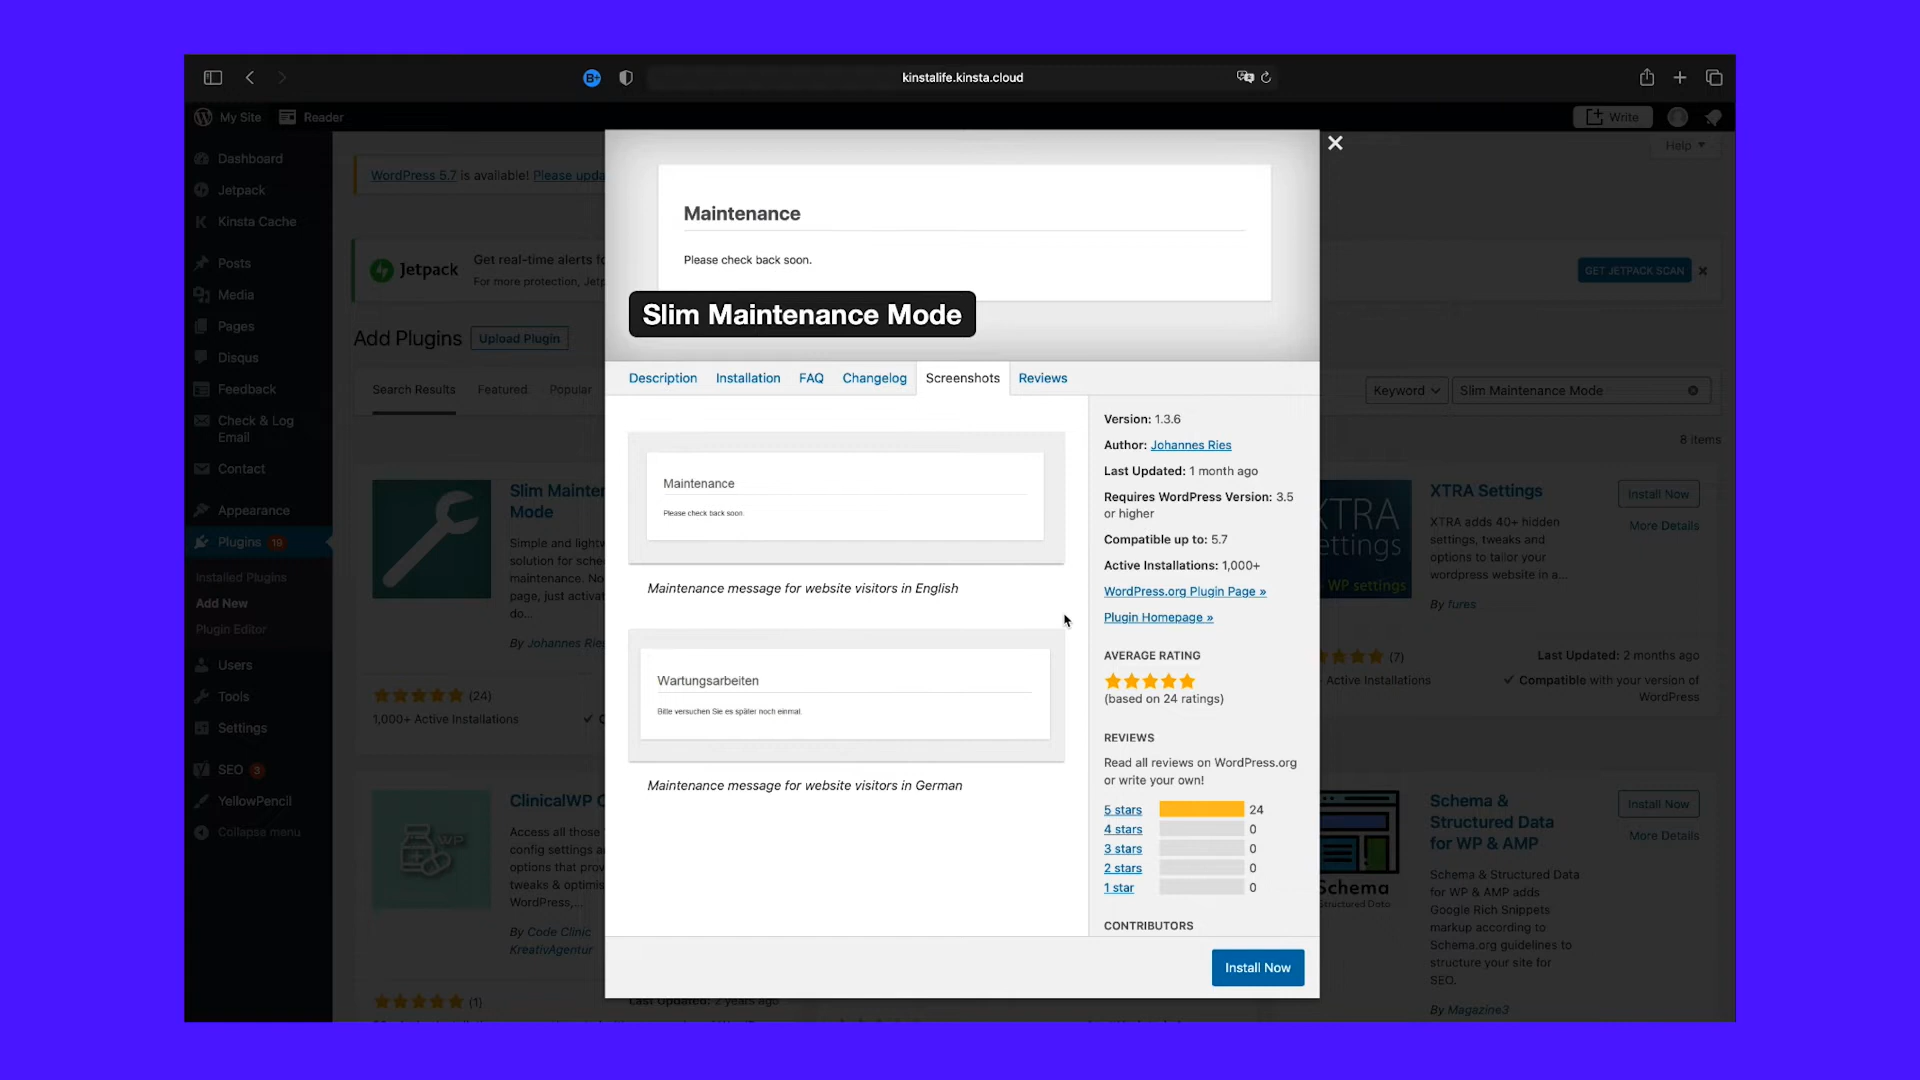 kinstalife.kinsta.cloud
My Site
Reader
Write
Help
Dashboard
Jetpack
Kinsta Cache
Posts
Media
Pages
Disqus
Feedback
Check & Log
Email
Contact
Appearance
Plugins 19
Installed Plugins
Add New
Plugin Editor
Users
Tools
Settings
SEO 3
YellowPencil
Collapse menu
WordPress 5.7 is available! Please upda
Jetpack
Get real-time alerts fo
For more protection, Jetp
GET JETPACK SCAN
Add Plugins
Upload Plugin
Search Results
Featured
Popular
Keyword
Slim Maintenance Mode
8 items
Slim Mainte
Mode
Simple and lightw
solution for sche
maintenance. No
page, just activat
do...
By Johannes Ries
(24)
1,000+ Active Installations
ClinicalWP C
Access all those
config settings a
options that prov
tweaks & optimis
WordPress,...
By Code Clinic
KreativAgentur
(1)
Last Updated: 2 years ago
Maintenance
Please check back soon.
Slim Maintenance Mode
Description
Installation
FAQ
Changelog
Screenshots
Reviews
Maintenance
Please check back soon.
Maintenance message for website visitors in English
Wartungsarbeiten
Bitte versuchen Sie es später noch einmal.
Maintenance message for website visitors in German
Version: 1.3.6
Author: Johannes Ries
Last Updated: 1 month ago
Requires WordPress Version: 3.5
or higher
Compatible up to: 5.7
Active Installations: 1,000+
WordPress.org Plugin Page »
Plugin Homepage »
AVERAGE RATING
(based on 24 ratings)
REVIEWS
Read all reviews on WordPress.org
or write your own!
5 stars 24
4 stars 0
3 stars 0
2 stars 0
1 star 0
CONTRIBUTORS
Install Now
XTRA
settings
WP settings
XTRA Settings
Install Now
More Details
XTRA adds 40+ hidden
settings, tweaks and
options to tailor your
wordpress website in a...
By fures
(7)
Active Installations
Last Updated: 2 months ago
Compatible with your version of
WordPress
Schema
Structured Data
Schema &
Structured Data
for WP & AMP
Install Now
More Details
Schema & Structured Data
for WP & AMP adds
Google Rich Snippets
markup according to
Schema.org guidelines to
structure your site for
SEO.
By Magazine3